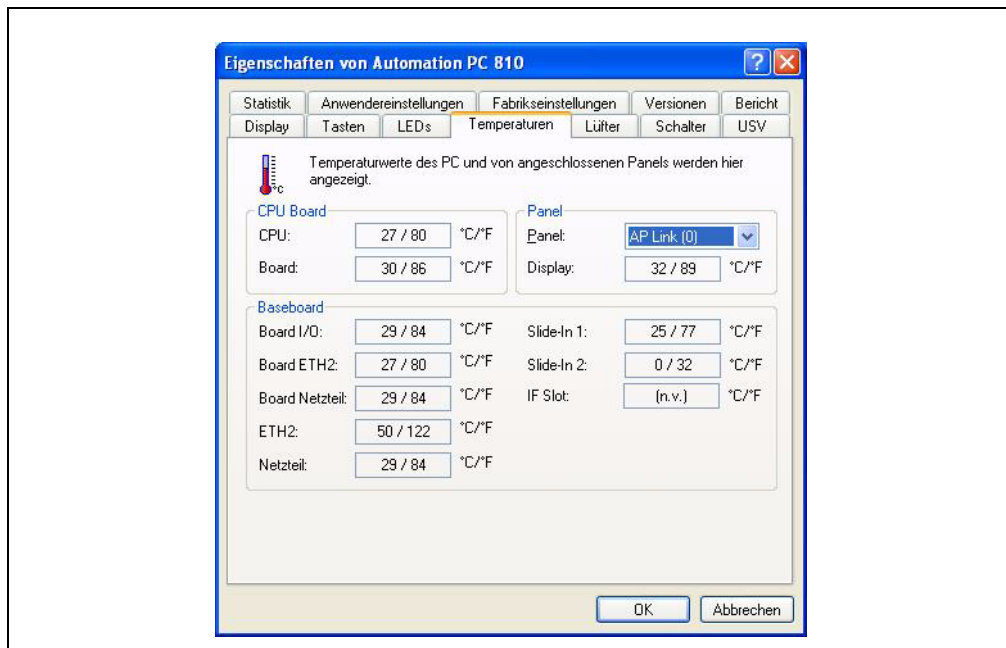 Eigenschaften von Automation PC 810
Statistik Anwendereinstellungen Fabrikseinstellungen Versionen Bericht
Display Tasten LEDs Temperaturen Lüfter Schalter USV
Temperaturwerte des PC und von angeschlossenen Panels werden hier
angezeigt.
°C
CPU Board
CPU: 27 / 80 °C/°F
Board: 30 / 86 °C/°F
Panel
Panel: AP Link (0)
Display: 32 / 89 °C/°F
Baseboard
Board I/O: 29 / 84 °C/°F
Board ETH2: 27 / 80 °C/°F
Board Netzteil: 29 / 84 °C/°F
ETH2: 50 / 122 °C/°F
Netzteil: 29 / 84 °C/°F
Slide-In 1: 25 / 77 °C/°F
Slide-In 2: 0 / 32 °C/°F
IF Slot: (n.v.) °C/°F
OK Abbrechen